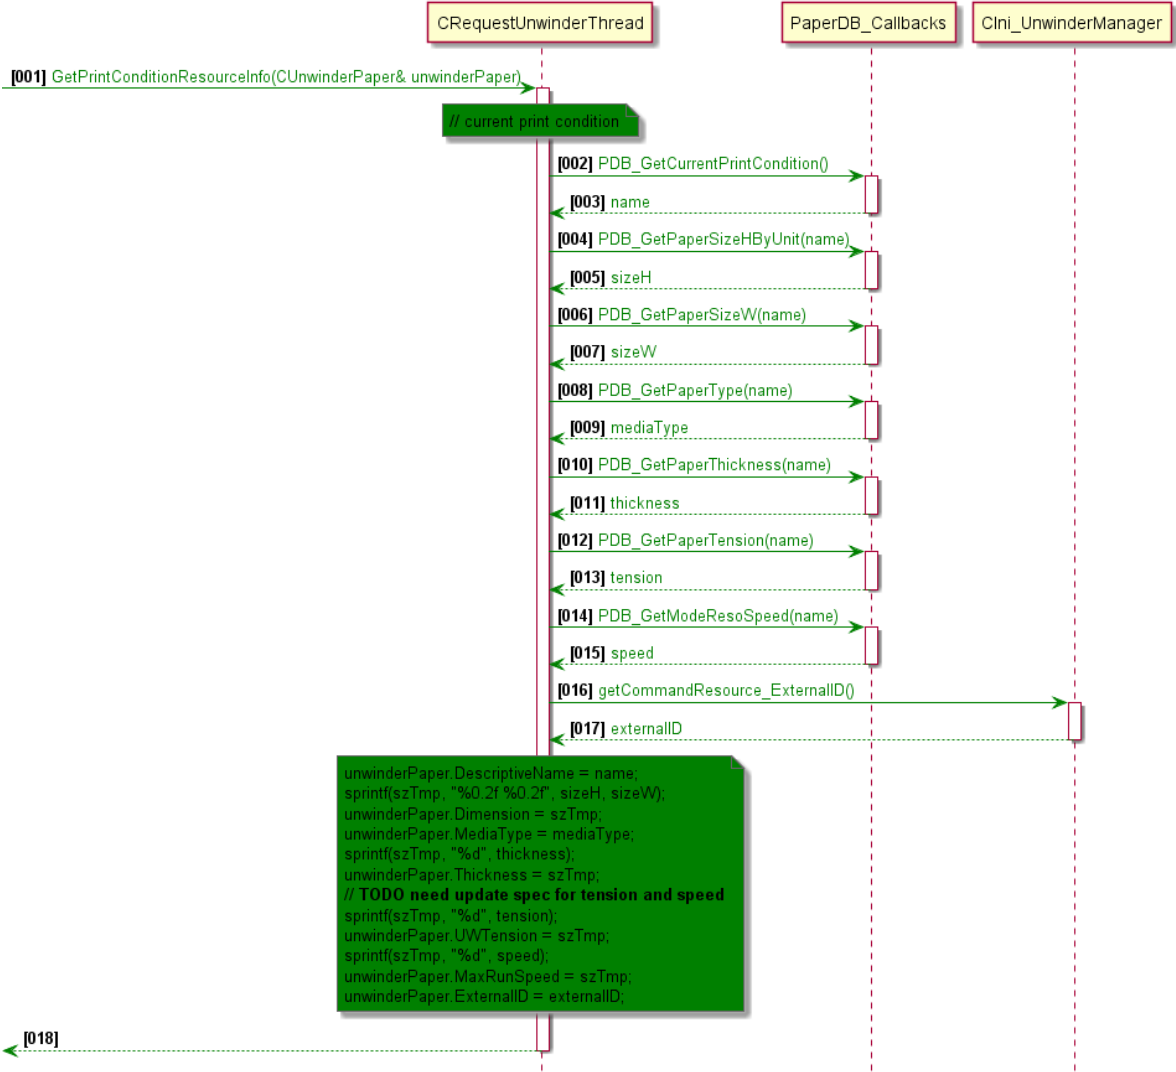 CRequestUnwinderThread PaperDB_Callbacks CIni_UnwinderManager
[001] GetPrintConditionResourceInfo(CUnwinderPaper& unwinderPaper)
// current print condition
[002] PDB_GetCurrentPrintCondition()
[003] name
[004] PDB_GetPaperSizeHByUnit(name)
[005] sizeH
[006] PDB_GetPaperSizeW(name)
[007] sizeW
[008] PDB_GetPaperType(name)
[009] mediaType
[010] PDB_GetPaperThickness(name)
[011] thickness
[012] PDB_GetPaperTension(name)
[013] tension
[014] PDB_GetModeResoSpeed(name)
[015] speed
[016] getCommandResource_ExternalID()
[017] externalID
unwinderPaper.DescriptiveName = name;
sprintf(szTmp, "%0.2f %0.2f", sizeH, sizeW);
unwinderPaper.Dimension = szTmp;
unwinderPaper.MediaType = mediaType;
sprintf(szTmp, "%d", thickness);
unwinderPaper.Thickness = szTmp;
// TODO need update spec for tension and speed
sprintf(szTmp, "%d", tension);
unwinderPaper.UWTension = szTmp;
sprintf(szTmp, "%d", speed);
unwinderPaper.MaxRunSpeed = szTmp;
unwinderPaper.ExternalID = externalID;
[018]